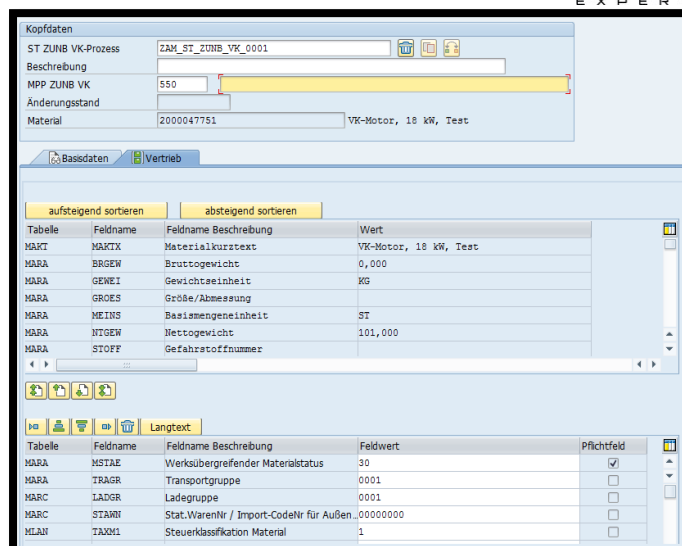 E X P E R
Kopfdaten
ST ZUNB VK-Prozess ZAM_ST_ZUNB_VK_0001
Beschreibung
MPP ZUNB VK 550
Änderungsstand
Material 2000047751 VK-Motor, 18 kW, Test
Basisdaten Vertrieb
aufsteigend sortieren absteigend sortieren
Tabelle Feldname Feldname Beschreibung Wert
MAKT MAKTX Materialkurztext VK-Motor, 18 kW, Test
MARA BRGEW Bruttogewicht 0,000
MARA GEWEI Gewichtseinheit KG
MARA GROES Größe/Abmessung
MARA MEINS Basismengeneinheit ST
MARA NTGEW Nettogewicht 101,000
MARA STOFF Gefahrstoffnummer
Langtext
Tabelle Feldname Feldname Beschreibung Feldwert Pflichtfeld
MARA MSTAE Werksübergreifender Materialstatus 30
MARA TRAGR Transportgruppe 0001
MARC LADGR Ladegruppe 0001
MARC STAWN Stat.WarenNr / Import-CodeNr für Außen… 00000000
MLAN TAXM1 Steuerklassifikation Material 1